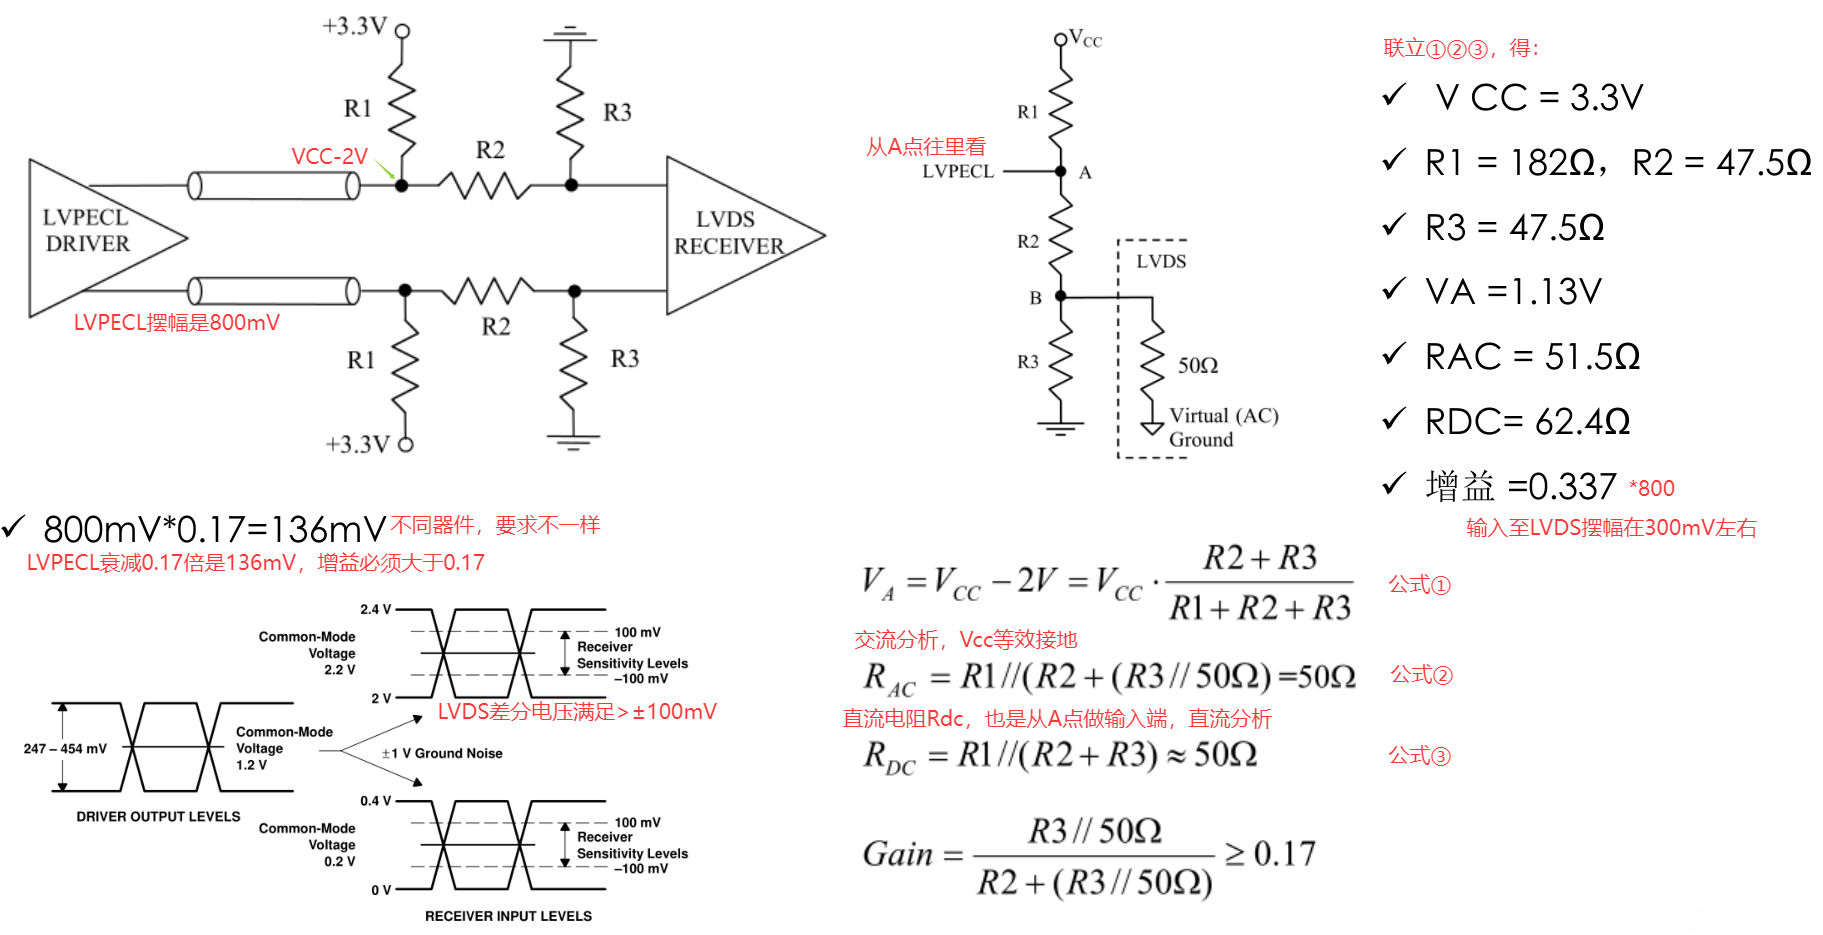 +3.3V
R1
R3
VCC-2V
R2
LVPECL
DRIVER
LVDS
RECEIVER
LVPECL摆幅是800mV
R2
R1
R3
+3.3V
VCC
R1
从A点往里看
LVPECL
A
R2
LVDS
B
R3
50Ω
Virtual (AC)
Ground
联立①②③，得：
✓ V CC = 3.3V
✓ R1 = 182Ω，R2 = 47.5Ω
✓ R3 = 47.5Ω
✓ VA =1.13V
✓ RAC = 51.5Ω
✓ RDC= 62.4Ω
✓ 增益 =0.337 *800
输入至LVDS摆幅在300mV左右
✓ 800mV*0.17=136mV 不同器件，要求不一样
LVPECL衰减0.17倍是136mV，增益必须大于0.17
2.4 V
Common-Mode
Voltage
2.2 V
2 V
100 mV
Receiver
Sensitivity Levels
–100 mV
LVDS差分电压满足>±100mV
247 – 454 mV
Common-Mode
Voltage
1.2 V
±1 V Ground Noise
DRIVER OUTPUT LEVELS
0.4 V
Common-Mode
Voltage
0.2 V
0 V
100 mV
Receiver
Sensitivity Levels
–100 mV
RECEIVER INPUT LEVELS
V_A = V_CC − 2V = V_CC · (R2 + R3) / (R1 + R2 + R3) 公式①
交流分析，Vcc等效接地
R_AC = R1//(R2 + (R3//50Ω) =50Ω 公式②
直流电阻Rdc，也是从A点做输入端，直流分析
R_DC = R1//(R2 + R3) ≈ 50Ω 公式③
Gain = R3//50Ω / R2 + (R3//50Ω) ≥ 0.17